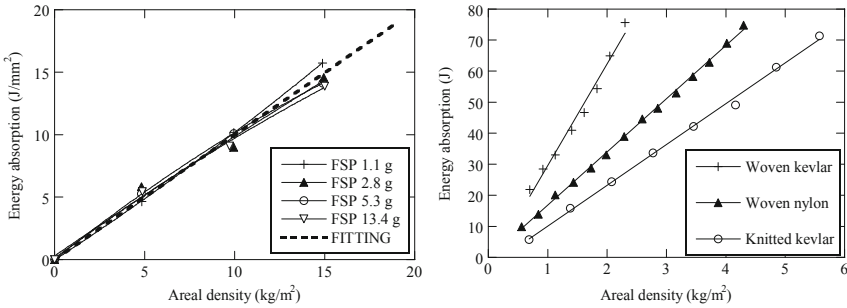 20
15
10
5
0
0
5
10
15
20
Energy absorption (J/mm²)
Areal density (kg/m²)
FSP 1.1 g
FSP 2.8 g
FSP 5.3 g
FSP 13.4 g
FITTING
80
70
60
50
40
30
20
10
0
0
1
2
3
4
5
6
Energy absorption (J)
Areal density (kg/m²)
Woven kevlar
Woven nylon
Knitted kevlar